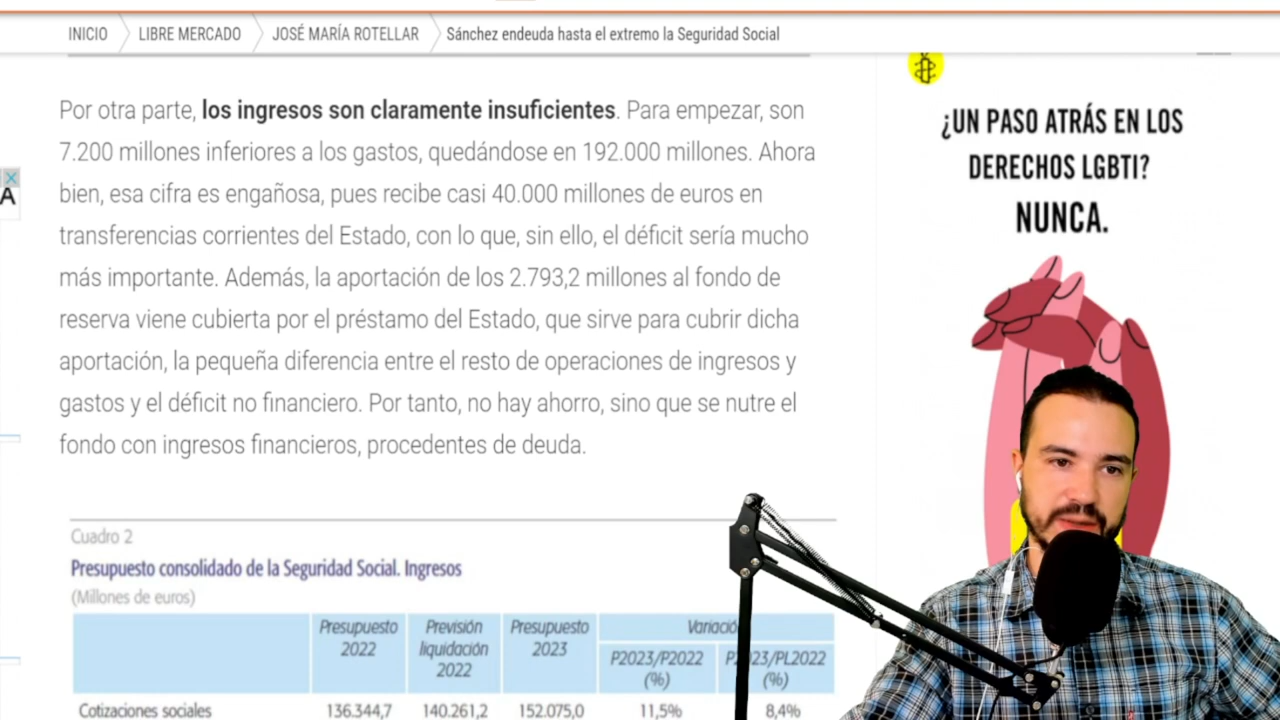 INICIO LIBRE MERCADO JOSÉ MARÍA ROTELLAR Sánchez endeuda hasta el extremo la Seguridad Social
Por otra parte, los ingresos son claramente insuficientes. Para empezar, son
7.200 millones inferiores a los gastos, quedándose en 192.000 millones. Ahora
bien, esa cifra es engañosa, pues recibe casi 40.000 millones de euros en
transferencias corrientes del Estado, con lo que, sin ello, el déficit sería mucho
más importante. Además, la aportación de los 2.793,2 millones al fondo de
reserva viene cubierta por el préstamo del Estado, que sirve para cubrir dicha
aportación, la pequeña diferencia entre el resto de operaciones de ingresos y
gastos y el déficit no financiero. Por tanto, no hay ahorro, sino que se nutre el
fondo con ingresos financieros, procedentes de deuda.
Cuadro 2
Presupuesto consolidado de la Seguridad Social. Ingresos
(Millones de euros)
Presupuesto 2022
Previsión liquidación 2022
Presupuesto 2023
P2023/P2022 (%)
(%)
Cotizaciones sociales 36.344,7 140.261,2 152.075,0 11,5% 8,4%
A
¿UN PASO ATRÁS EN LOS
DERECHOS LGBTI?
NUNCA.